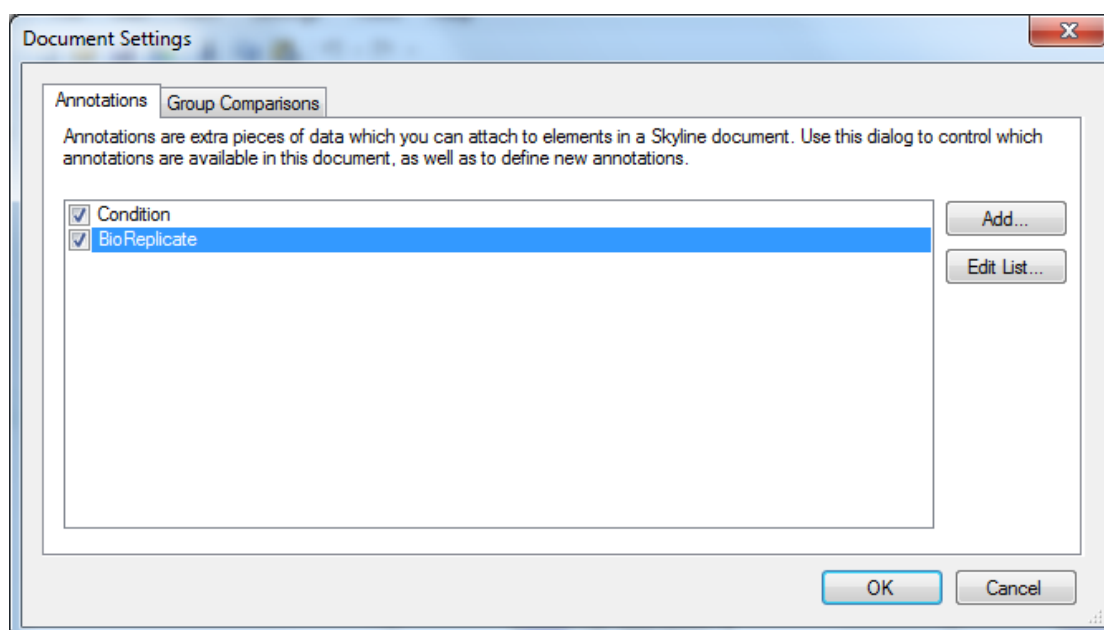 Document Settings
Annotations Group Comparisons
Annotations are extra pieces of data which you can attach to elements in a Skyline document. Use this dialog to control which
annotations are available in this document, as well as to define new annotations.
Condition Add...
BioReplicate
Edit List...
OK Cancel